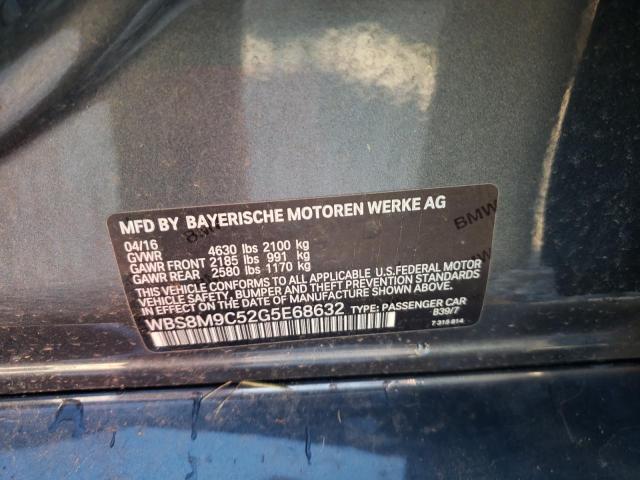 MFD BY BAYERISCHE MOTOREN WERKE AG
04/16
GVWR 4630 lbs 2100 kg
GAWR FRONT 2185 lbs 991 kg
GAWR REAR 2580 lbs 1170 kg
THIS VEHICLE CONFORMS TO ALL APPLICABLE U.S.FEDERAL MOTOR
VEHICLE SAFETY, BUMPER AND THEFT PREVENTION STANDARDS
IN EFFECT ON THE DATE OF MANUFACTURE SHOWN ABOVE.
WBS8M9C52G5E68632 TYPE: PASSENGER CAR
B39/7
7 318 814
BMW
BMW